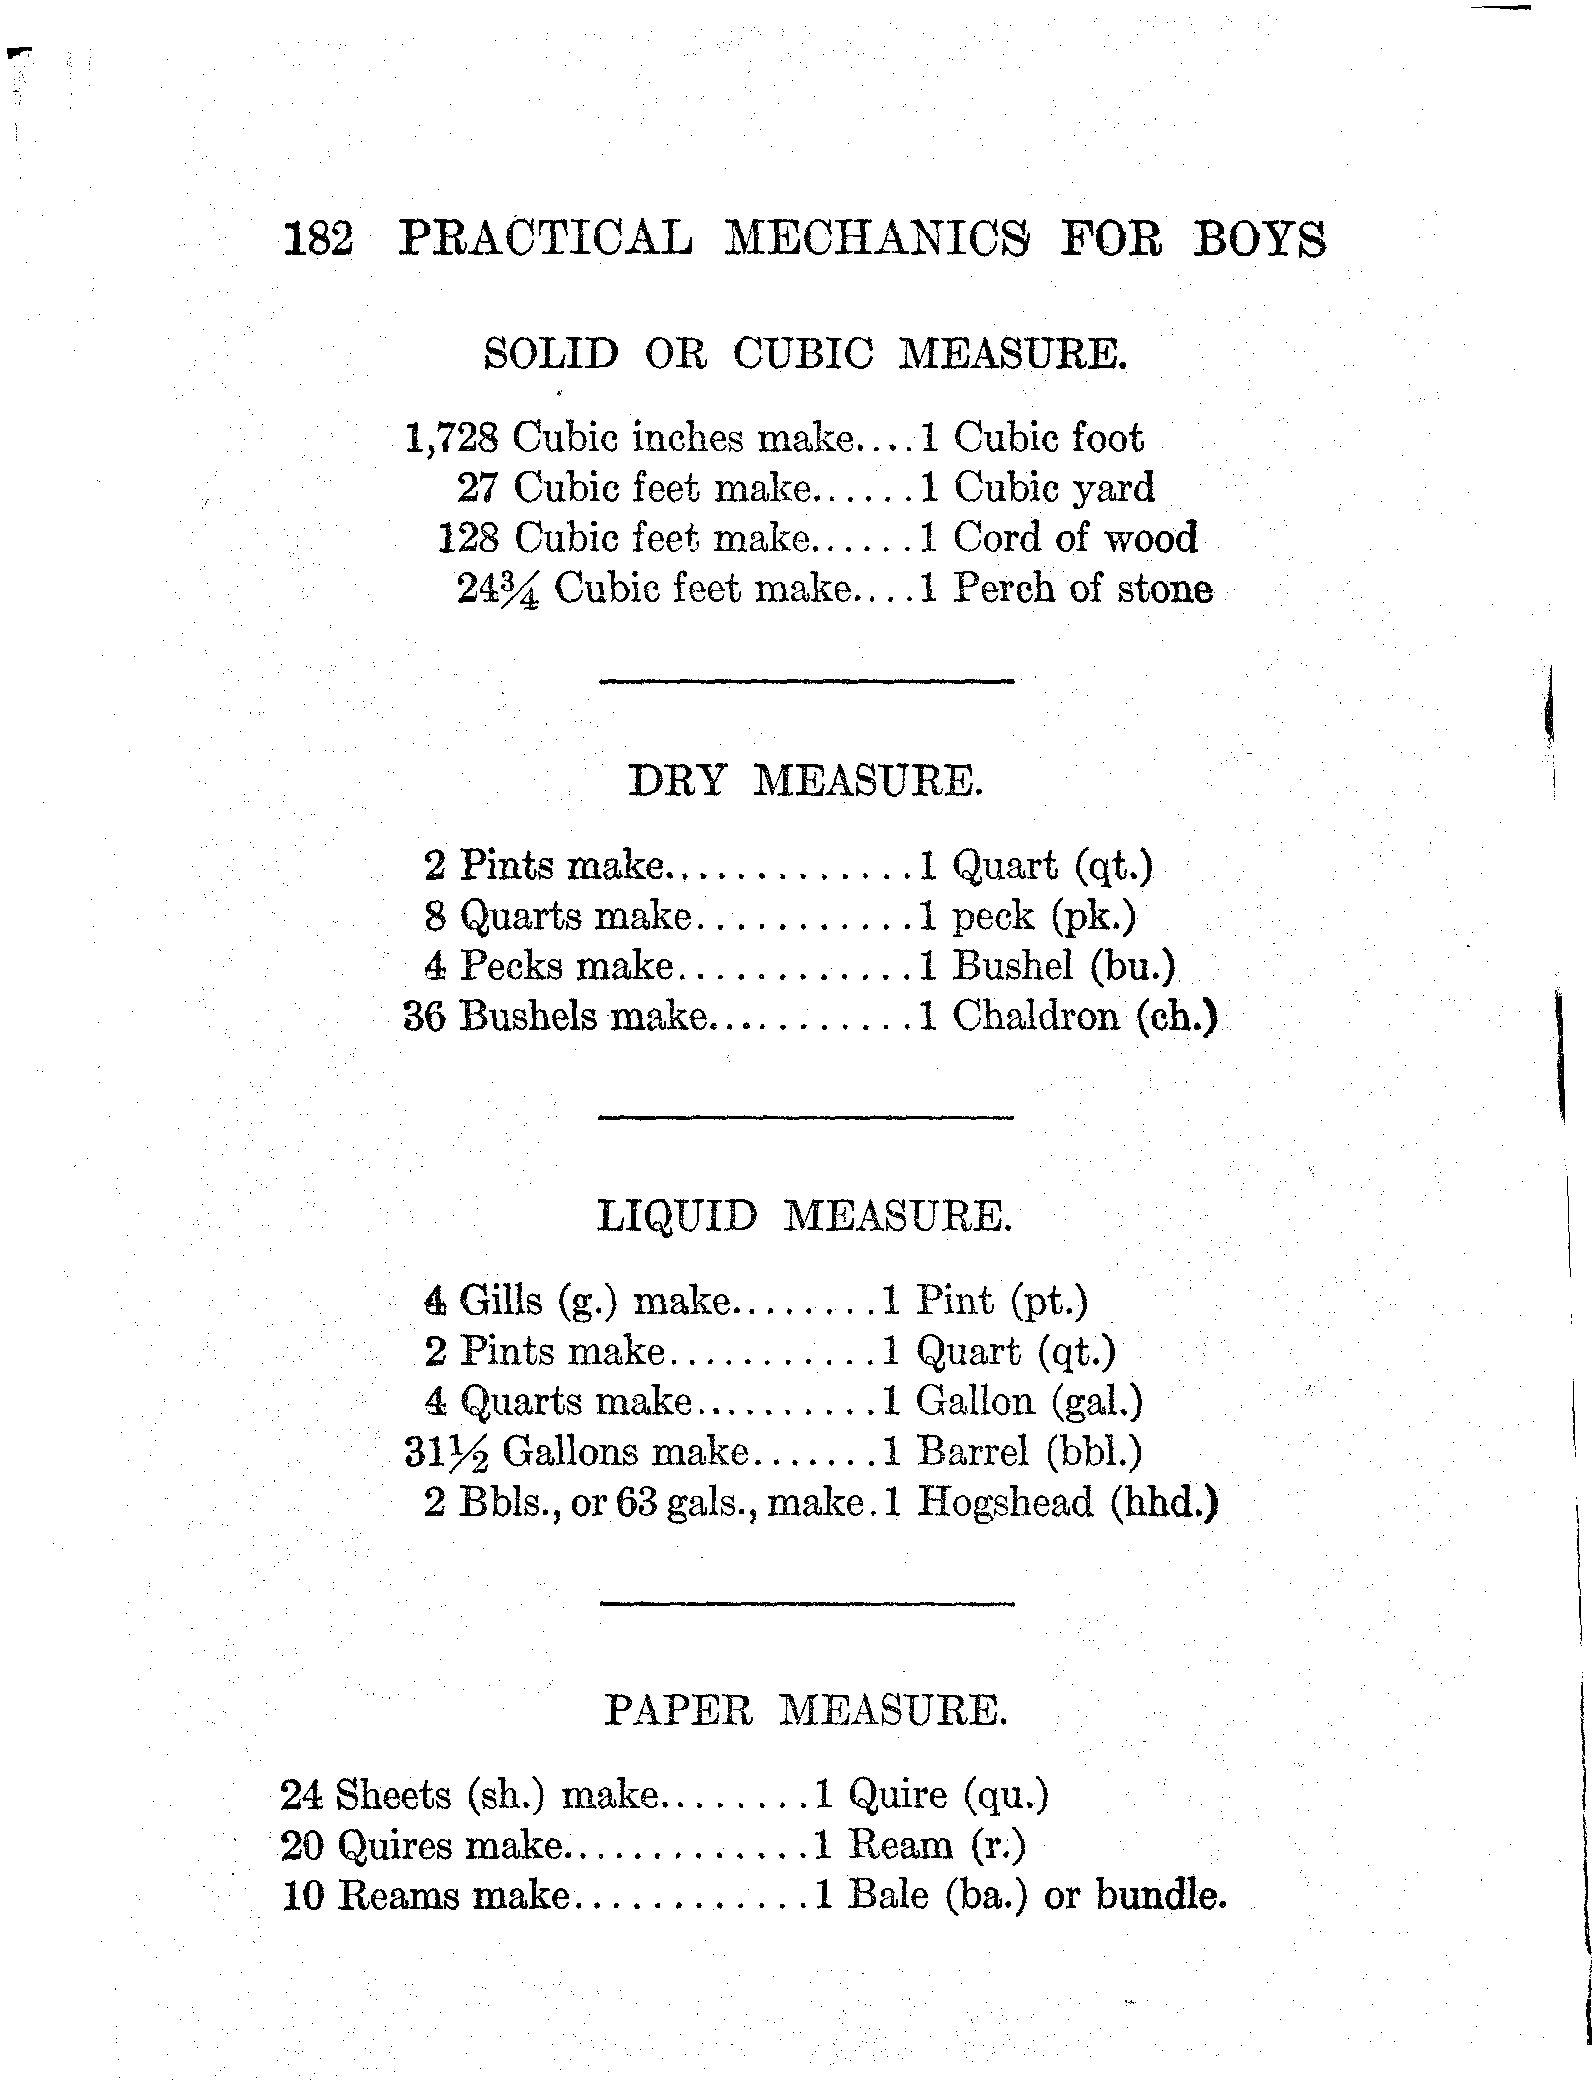 182 PRACTICAL MECHANICS FOR BOYS
SOLID OR CUBIC MEASURE.
1,728 Cubic inches make....1 Cubic foot
27 Cubic feet make......1 Cubic yard
128 Cubic feet make......1 Cord of wood
24¾ Cubic feet make....1 Perch of stone
DRY MEASURE.
2 Pints make.............1 Quart (qt.)
8 Quarts make...........1 peck (pk.)
4 Pecks make............1 Bushel (bu.)
36 Bushels make...........1 Chaldron (ch.)
LIQUID MEASURE.
4 Gills (g.) make........1 Pint (pt.)
2 Pints make...........1 Quart (qt.)
4 Quarts make..........1 Gallon (gal.)
31½ Gallons make.......1 Barrel (bbl.)
2 Bbls., or 63 gals., make.1 Hogshead (hhd.)
PAPER MEASURE.
24 Sheets (sh.) make........1 Quire (qu.)
20 Quires make.............1 Ream (r.)
10 Reams make............1 Bale (ba.) or bundle.